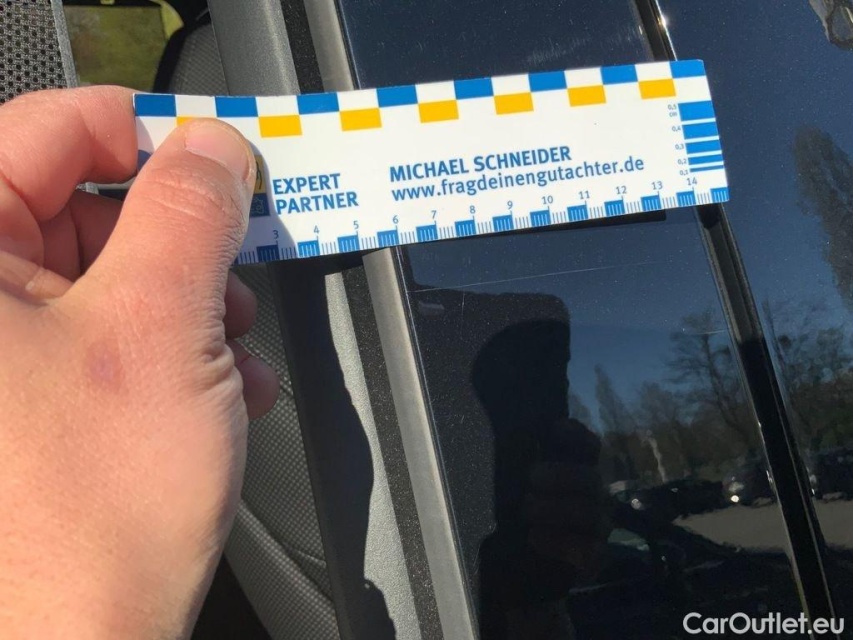 EXPERT
PARTNER
MICHAEL SCHNEIDER
www.fragdeinengutachter.de
3 4 5 6 7 8 9 10 11 12 13 14
CarOutlet.eu